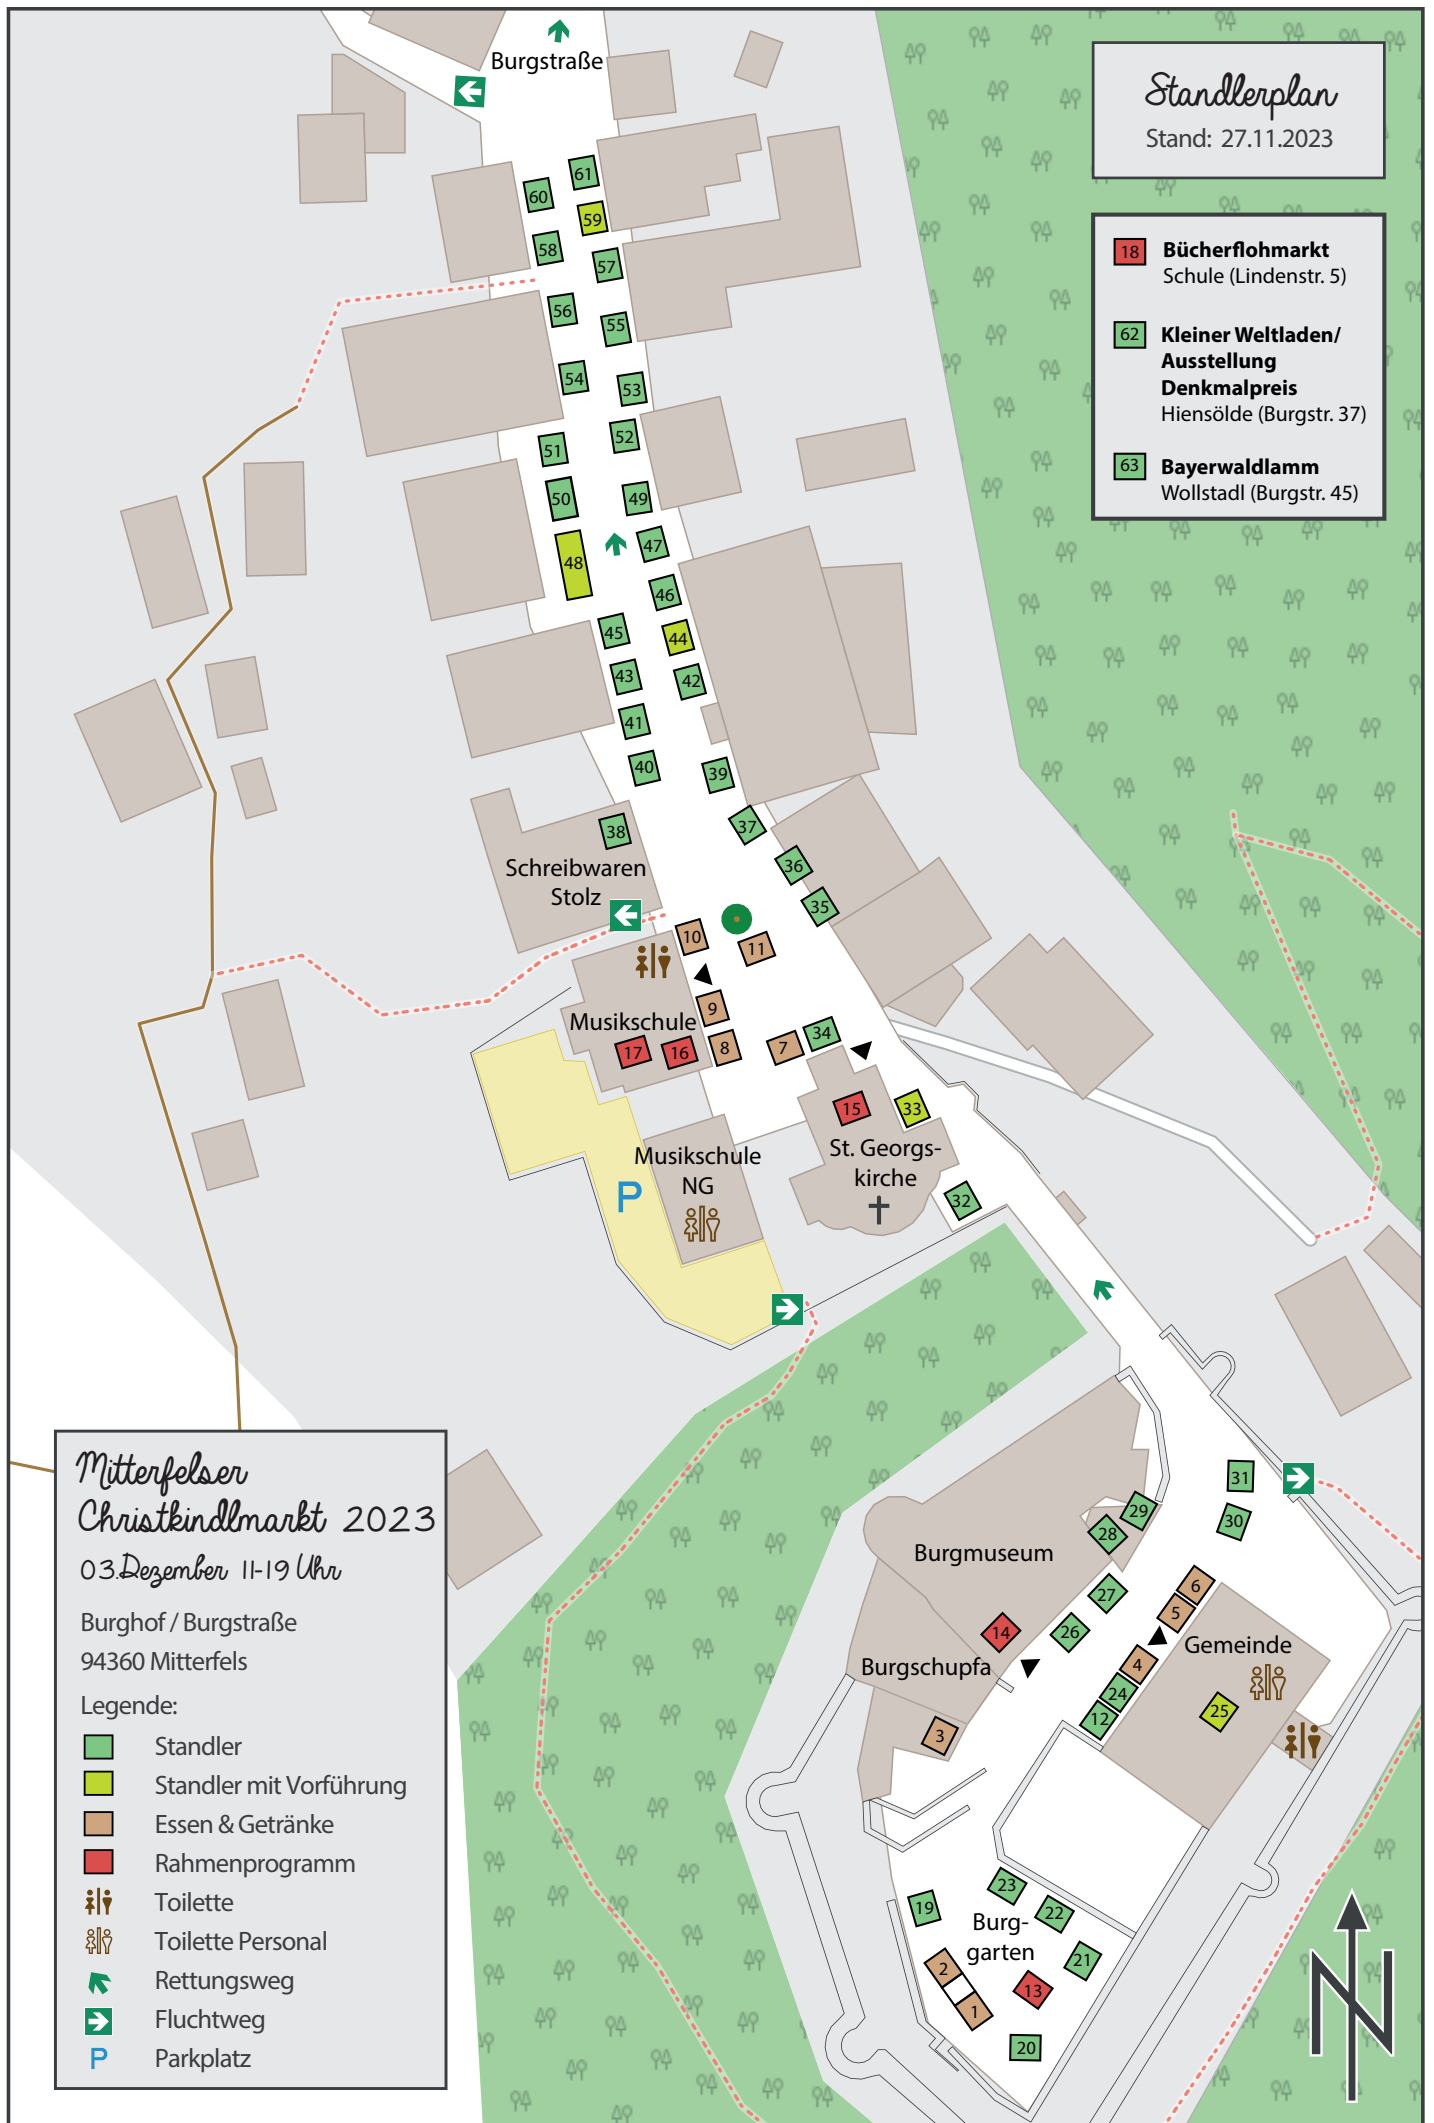 Burgstraße
Standlerplan
Stand: 27.11.2023
18 Bücherflohmarkt
Schule (Lindenstr. 5)
62 Kleiner Weltladen/
Ausstellung
Denkmalpreis
Hiensölde (Burgstr. 37)
63 Bayerwaldlamm
Wollstadl (Burgstr. 45)
61
60
59
58
57
56
55
54
53
52
51
50
49
48
47
46
45
44
43
42
41
40
39
38
37
36
35
Schreibwaren
Stolz
10
11
9
8
7
34
Musikschule
17
16
15
33
St. Georgs-
kirche
32
Musikschule
NG
P
31
30
29
28
27
26
Burgmuseum
14
Burgschupfa
3
6
5
4
24
12
Gemeinde
25
23
22
21
19
Burg-
garten
2
1
13
20
N
Mitterfelser
Christkindlmarkt 2023
03.Dezember 11-19 Uhr
Burghof / Burgstraße
94360 Mitterfels
Legende:
Standler
Standler mit Vorführung
Essen & Getränke
Rahmenprogramm
Toilette
Toilette Personal
Rettungsweg
Fluchtweg
P Parkplatz